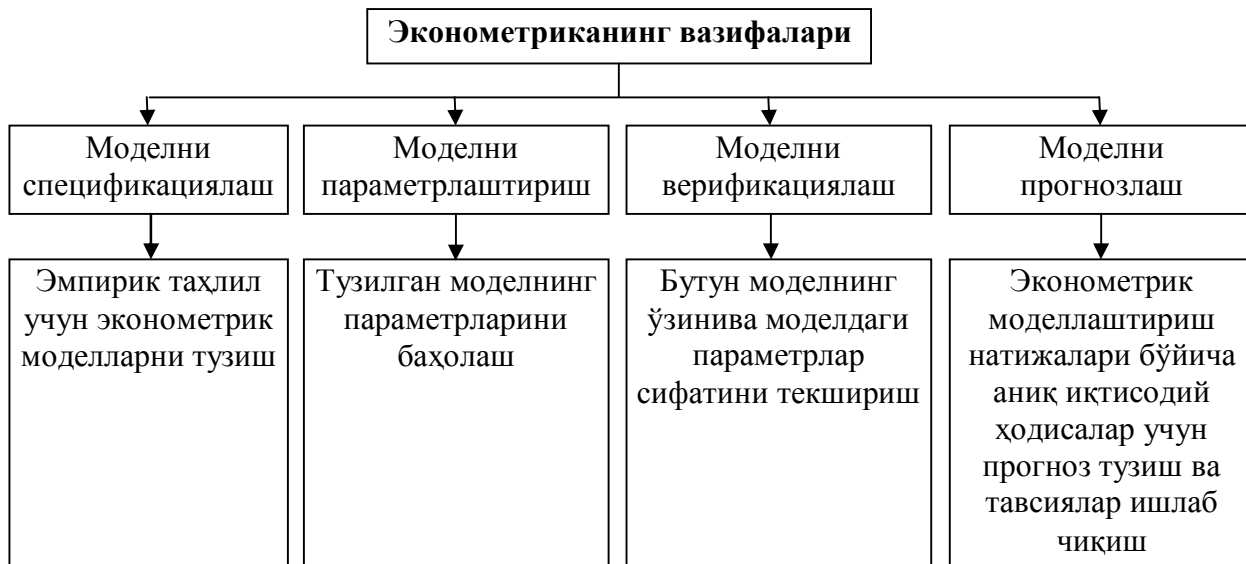 Эконометриканинг вазифалари
Моделни
спецификациялаш
Моделни
параметрлаштириш
Моделни
верификациялаш
Моделни
прогнозлаш
Эмпирик таҳлил
учун эконометрик
моделларни тузиш
Тузилган моделнинг
параметрларини
баҳолаш
Бутун моделнинг
ўзинива моделдаги
параметрлар
сифатини текшириш
Эконометрик
моделлаштириш
натижалари бўйича
аниқ иқтисодий
ҳодисалар учун
прогноз тузиш ва
тавсиялар ишлаб
чиқиш